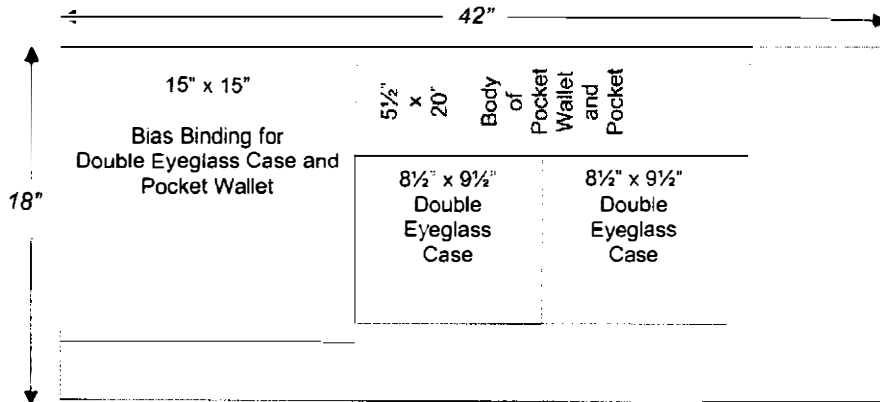 42"
15" x 15"
Bias Binding for
Double Eyeglass Case and
Pocket Wallet
18"
5½"
x
20"
Body
of
Pocket
Wallet
and
Pocket
8½" x 9½"
Double
Eyeglass
Case
8½" x 9½"
Double
Eyeglass
Case